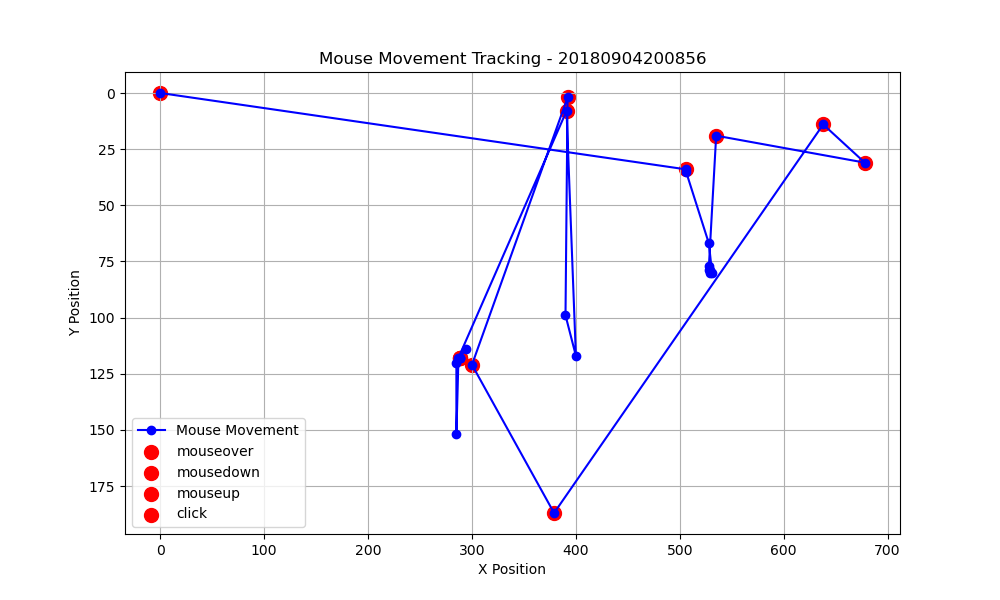 Mouse Movement Tracking - 20180904200856
0
25
50
75
100
125
150
175
Y Position
Mouse Movement
mouseover
mousedown
mouseup
click
0 100 200 300 400 500 600 700
X Position